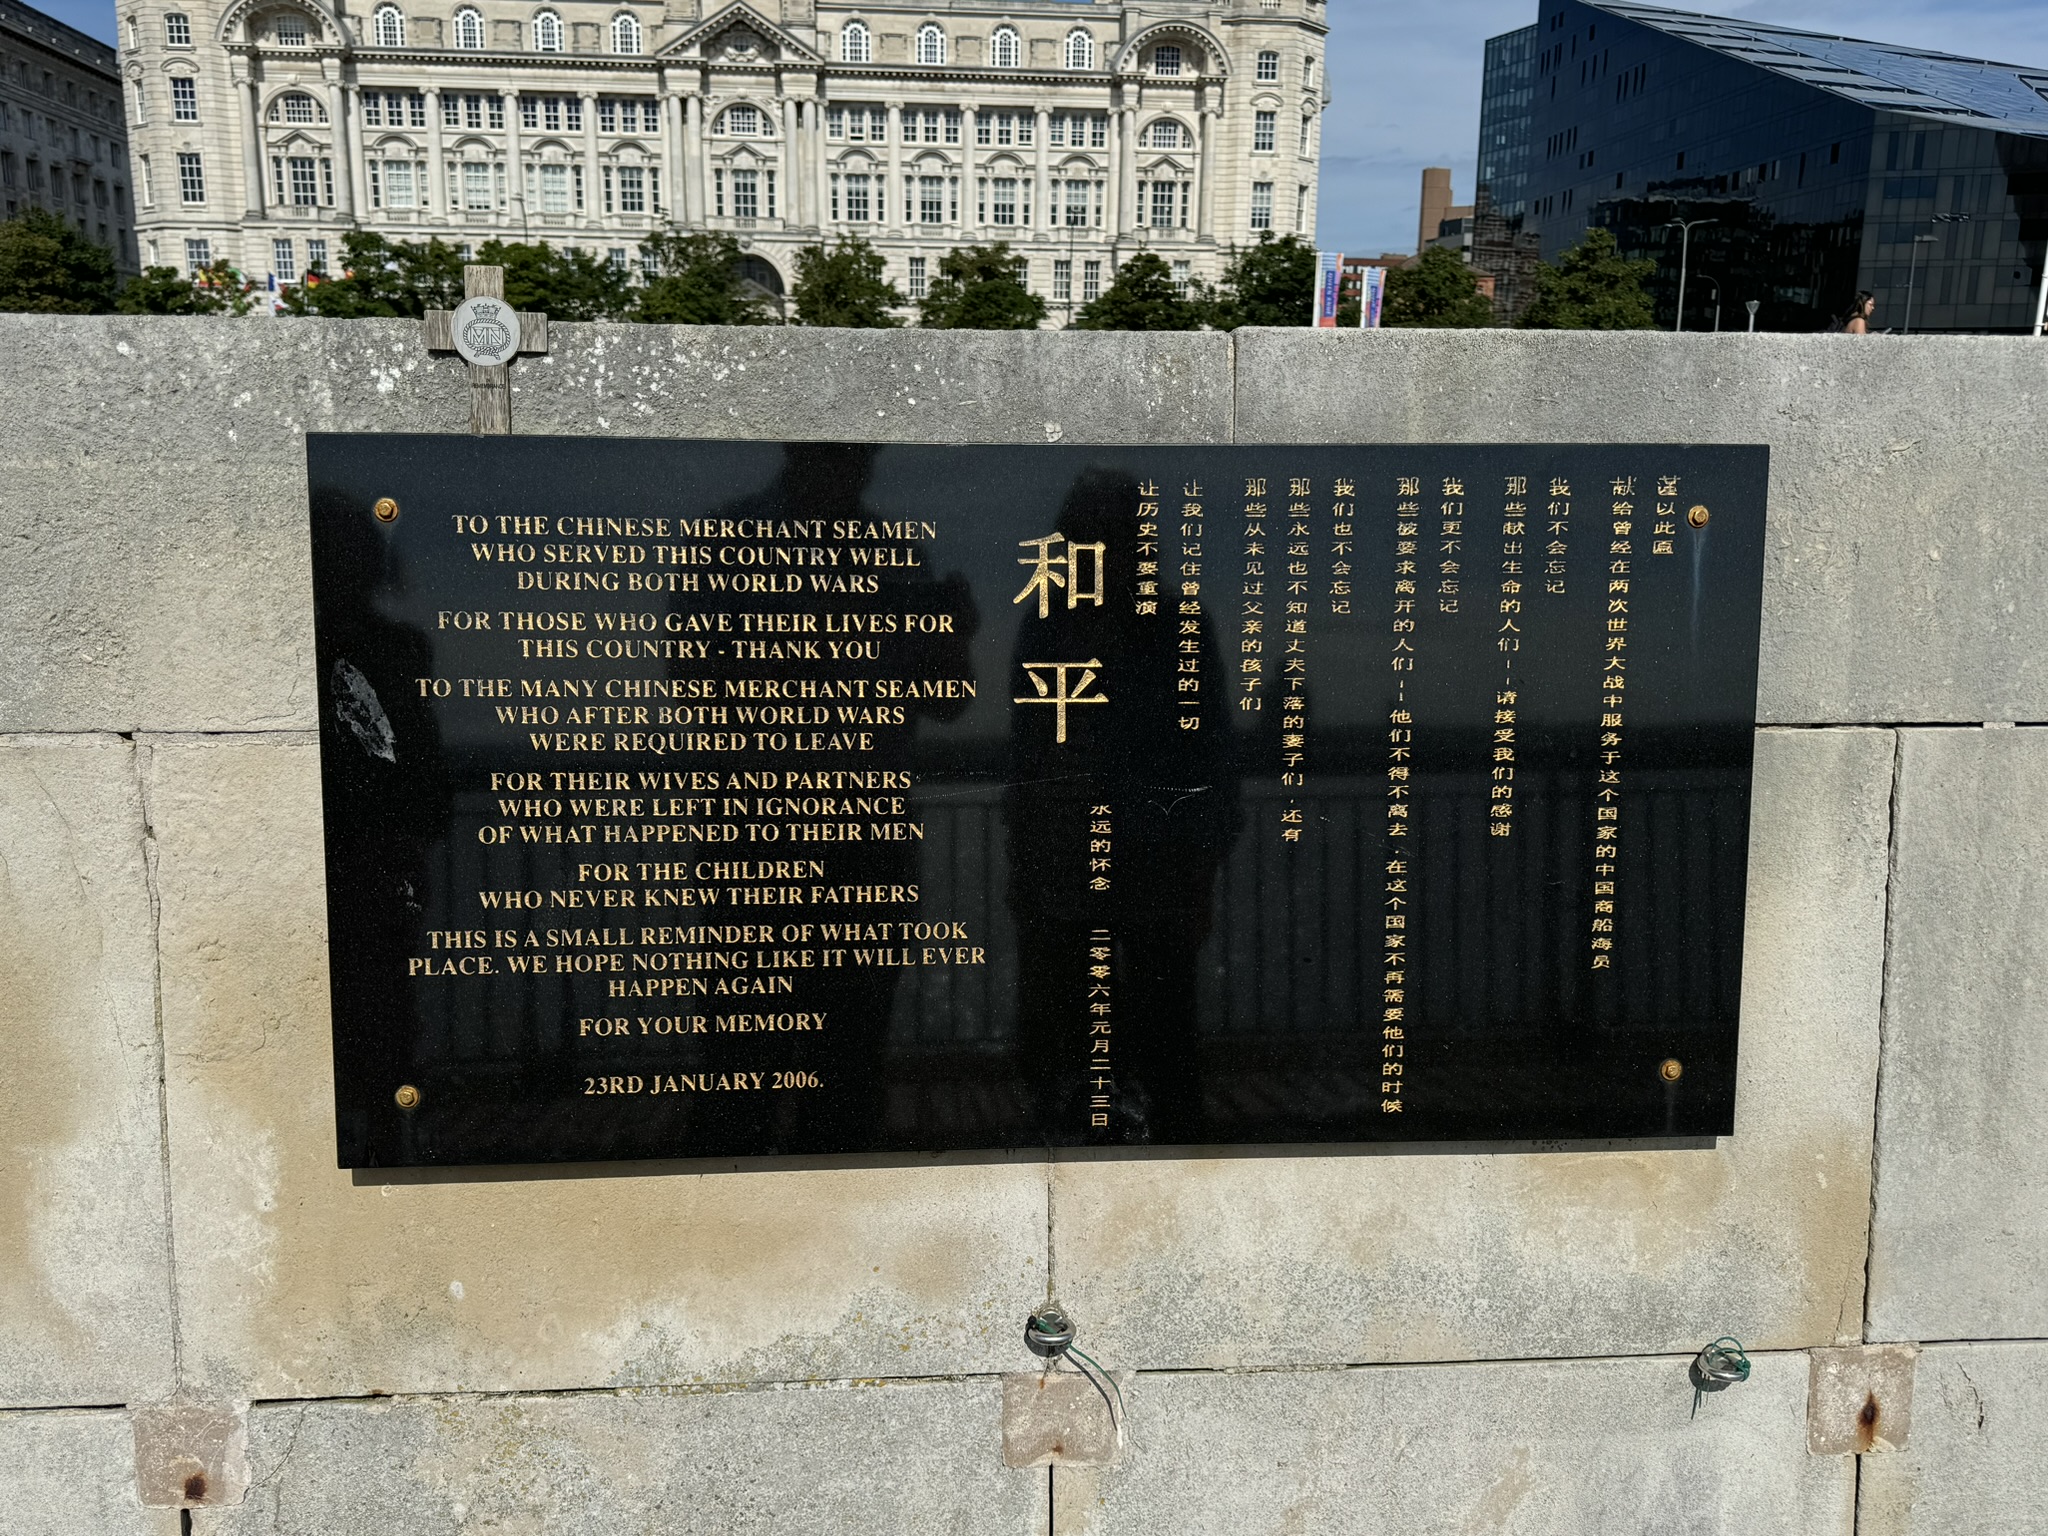 MN
TO THE CHINESE MERCHANT SEAMEN
WHO SERVED THIS COUNTRY WELL
DURING BOTH WORLD WARS
FOR THOSE WHO GAVE THEIR LIVES FOR
THIS COUNTRY - THANK YOU
TO THE MANY CHINESE MERCHANT SEAMEN
WHO AFTER BOTH WORLD WARS
WERE REQUIRED TO LEAVE
FOR THEIR WIVES AND PARTNERS
WHO WERE LEFT IN IGNORANCE
OF WHAT HAPPENED TO THEIR MEN
FOR THE CHILDREN
WHO NEVER KNEW THEIR FATHERS
THIS IS A SMALL REMINDER OF WHAT TOOK
PLACE. WE HOPE NOTHING LIKE IT WILL EVER
HAPPEN AGAIN
FOR YOUR MEMORY
23RD JANUARY 2006.
谨以此匾
献给曾经在两次世界大战中服务于这个国家的中国商船海员
我们不会忘记
那些献出生命的人们--请接受我们的感谢
我们更不会忘记
那些被要求离开的人们--他们不得不离去,在这个国家不再需要他们的时候
我们也不会忘记
那些永远也不知道丈夫下落的妻子们,还有
那些从未见过父亲的孩子们
让我们记住曾经发生过的一切
让历史不要重演
和平
永远的怀念 二零零六年元月二十三日